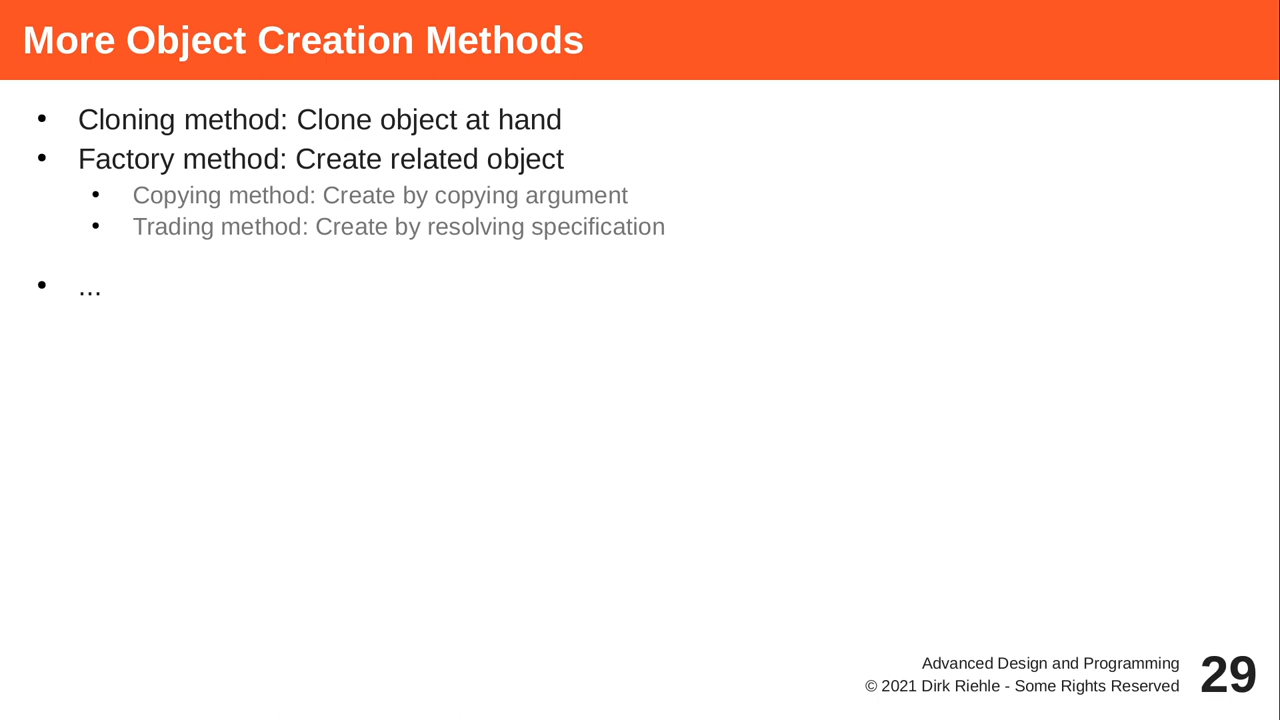 More Object Creation Methods
• Cloning method: Clone object at hand
• Factory method: Create related object
• Copying method: Create by copying argument
• Trading method: Create by resolving specification
• ...
Advanced Design and Programming
© 2021 Dirk Riehle - Some Rights Reserved
29